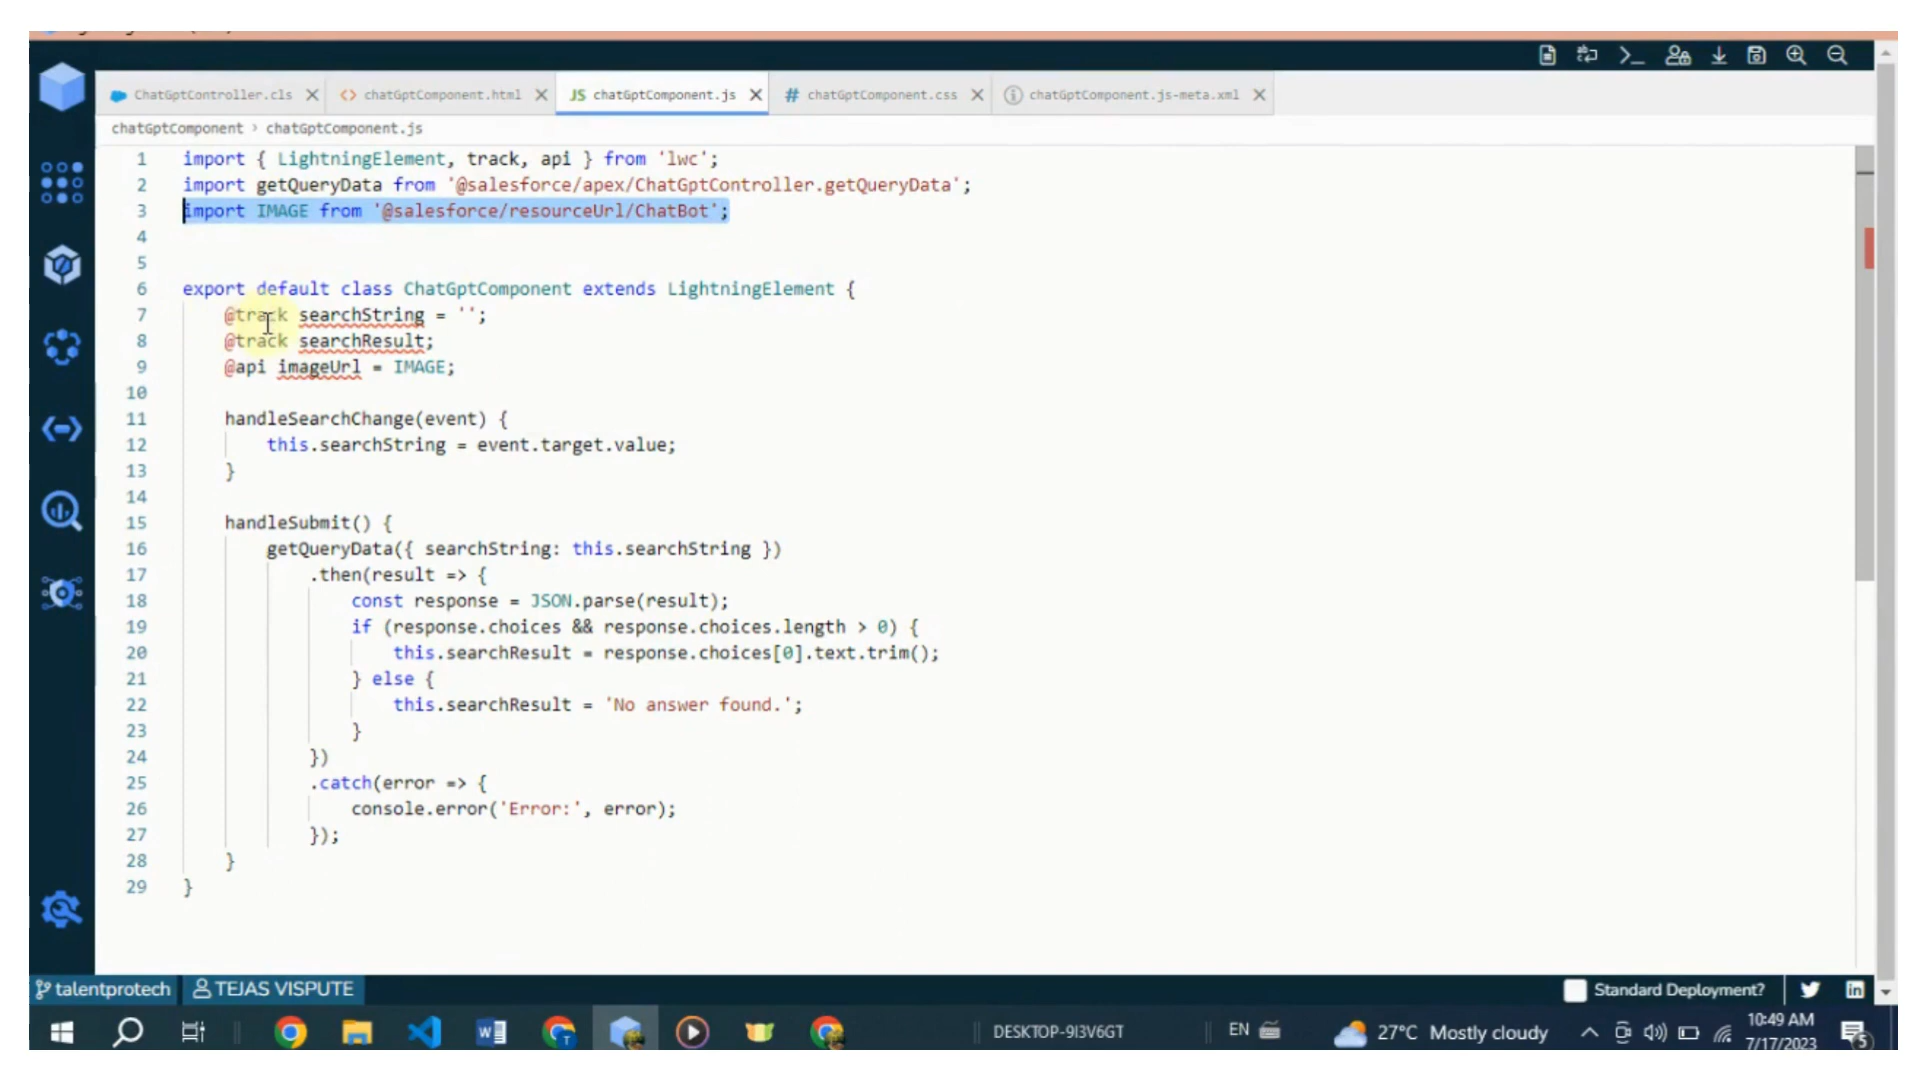 ChatGptController.cls
chatGptComponent.html
JS chatGptComponent.js
# chatGptComponent.css
chatGptComponent.js-meta.xml
chatGptComponent › chatGptComponent.js
1 import { LightningElement, track, api } from 'lwc';
2 import getQueryData from '@salesforce/apex/ChatGptController.getQueryData';
3 import IMAGE from '@salesforce/resourceUrl/ChatBot';
4
5
6 export default class ChatGptComponent extends LightningElement {
7 @track searchString = '';
8 @track searchResult;
9 @api imageUrl = IMAGE;
10
11 handleSearchChange(event) {
12 this.searchString = event.target.value;
13 }
14
15 handleSubmit() {
16 getQueryData({ searchString: this.searchString })
17 .then(result => {
18 const response = JSON.parse(result);
19 if (response.choices && response.choices.length > 0) {
20 this.searchResult = response.choices[0].text.trim();
21 } else {
22 this.searchResult = 'No answer found.';
23 }
24 })
25 .catch(error => {
26 console.error('Error:', error);
27 });
28 }
29 }
talentprotech TEJAS VISPUTE
Standard Deployment?
DESKTOP-9I3V6GT
EN
27°C Mostly cloudy
10:49 AM
7/17/2023
5